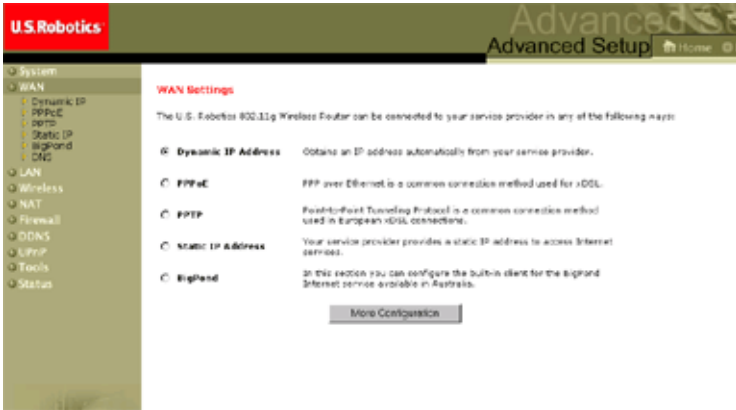 U.S.Robotics
Advanced Se
Advanced Setup
Home
System
WAN
Dynamic IP
PPPoE
PPTP
Static IP
BigPond
DNS
LAN
Wireless
NAT
Firewall
DDNS
UPnP
Tools
Status
WAN Settings
The U.S. Robotics 802.11g Wireless Router can be connected to your service provider in any of the following ways:
Dynamic IP Address Obtains an IP address automatically from your service provider.
PPPoE PPP over Ethernet is a common connection method used for xDSL.
PPTP Point-to-Point Tunneling Protocol is a common connection method
used in European xDSL connections.
Static IP Address Your service provider provides a static IP address to access Internet
services.
BigPond In this section you can configure the built-in client for the BigPond
Internet service available in Australia.
More Configuration